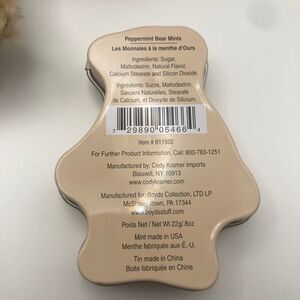 Peppermint Bear Mints
Les Monnaies à la menthe d'Ours
Ingredients: Sugar,
Maltodextrin, Natural Flavor,
Calcium Stearate and Silicon Dioxide.
Ingredients: Sucre, Maltodextrin,
Savuers Naturelles, Stearate
de Calcium, et Dioxyde de Silicium.
7 29890 05466 4
Item # 811502
For Further Product Information, Call: 800-783-1251
Manufactured by: Cody Kramer Imports
Blauvelt, NY 10913
www.codykramer.com
Manufactured for: Boyds Collection, LTD LP
McSherrystown, PA 17344
www.boydsstuff.com
Poids Net / Net Wt 22g/.8oz
Mint made in USA
Menthe fabriquée aux-É.-U.
Tin made in China
Boite fabriqée en Chine